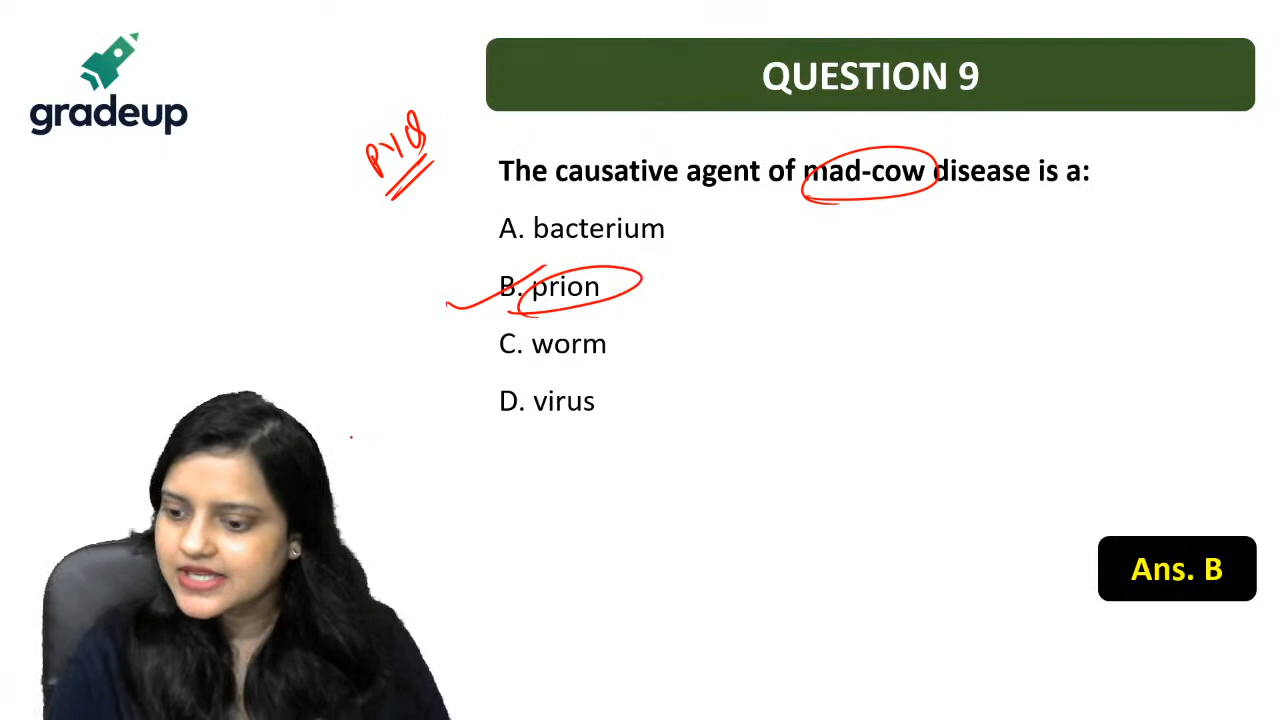 gradeup
QUESTION 9
PYQ
The causative agent of mad-cow disease is a:
A. bacterium
B. prion
C. worm
D. virus
Ans. B